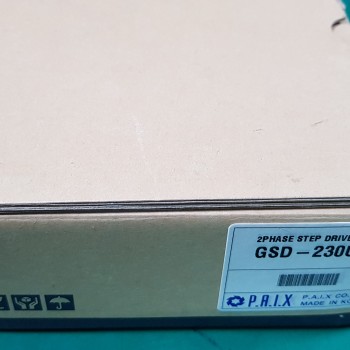 2PHASE STEP DRIVE
GSD-230
P.A.I.X
P.A.I.X CO.
MADE IN